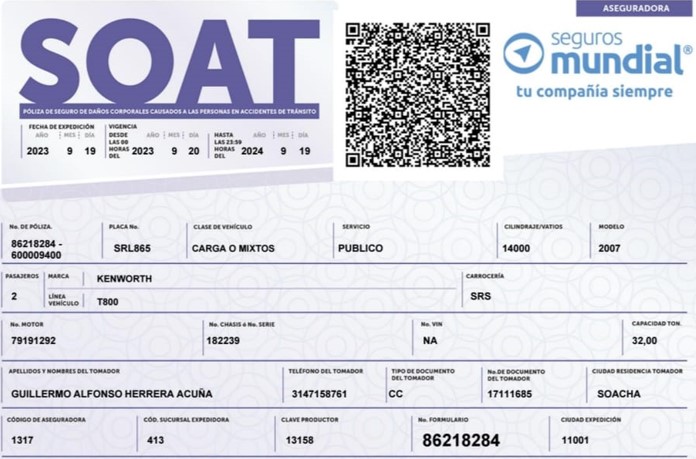 ASEGURADORA
SOAT
PÓLIZA DE SEGURO DE DAÑOS CORPORALES CAUSADOS A LAS PERSONAS EN ACCIDENTES DE TRÁNSITO
seguros
mundial®
tu compañía siempre
FECHA DE EXPEDICIÓN
AÑO MES DÍA
2023 9 19
VIGENCIA
DESDE LAS 00 HORAS DEL
AÑO MES DÍA
2023 9 20
HASTA LAS 23:59 HORAS DEL
AÑO MES DÍA
2024 9 19
No. DE PÓLIZA. PLACA No. CLASE DE VEHÍCULO SERVICIO CILINDRAJE/VATIOS MODELO
86218284 - 600009400 SRL865 CARGA O MIXTOS PUBLICO 14000 2007
PASAJEROS MARCA KENWORTH CARROCERÍA
2 LÍNEA VEHÍCULO T800 SRS
No. MOTOR No. CHASIS ó No. SERIE No. VIN CAPACIDAD TON.
79191292 182239 NA 32,00
APELLIDOS Y NOMBRES DEL TOMADOR TELÉFONO DEL TOMADOR TIPO DE DOCUMENTO DEL TOMADOR No.DE DOCUMENTO DEL TOMADOR CIUDAD RESIDENCIA TOMADOR
GUILLERMO ALFONSO HERRERA ACUÑA 3147158761 CC 17111685 SOACHA
CÓDIGO DE ASEGURADORA CÓD. SUCURSAL EXPEDIDORA CLAVE PRODUCTOR No. FORMULARIO CIUDAD EXPEDICIÓN
1317 413 13158 86218284 11001